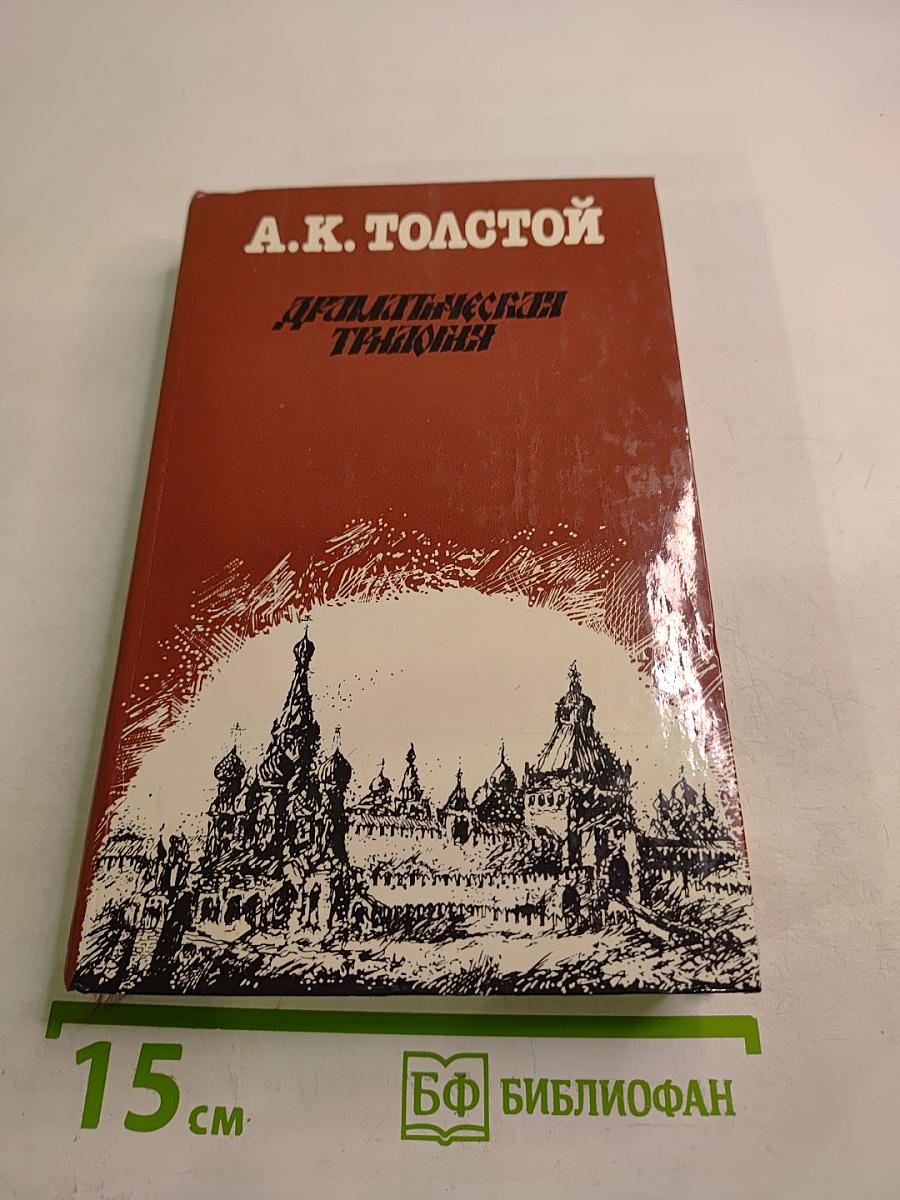 А.К. ТОЛСТОЙ
ДРАМАТИЧЕСКАЯ
ТРИЛОГИЯ
15 см
БФ БИБЛИОФАН